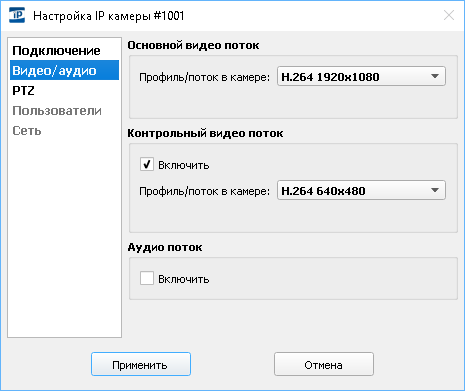 iP Настройка IP камеры #1001
Подключение
Видео/аудио
PTZ
Пользователи
Сеть
Основной видео поток
Профиль/поток в камере: H.264 1920x1080
Контрольный видео поток
Включить
Профиль/поток в камере: H.264 640x480
Аудио поток
Включить
Применить Отмена